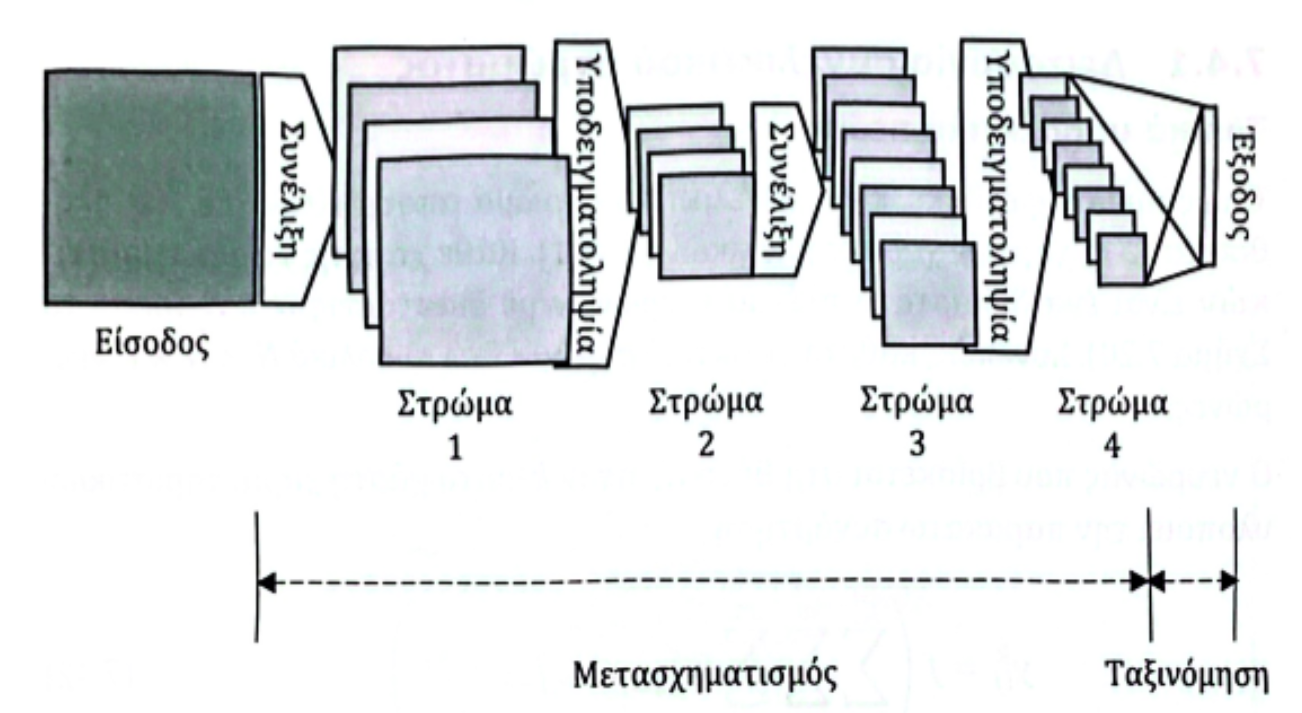 Είσοδος
Συνέλιξη
Υποδειγματοληψία
Συνέλιξη
Υποδειγματοληψία
Έξοδος
Στρώμα
1
Στρώμα
2
Στρώμα
3
Στρώμα
4
Μετασχηματισμός
Ταξινόμηση